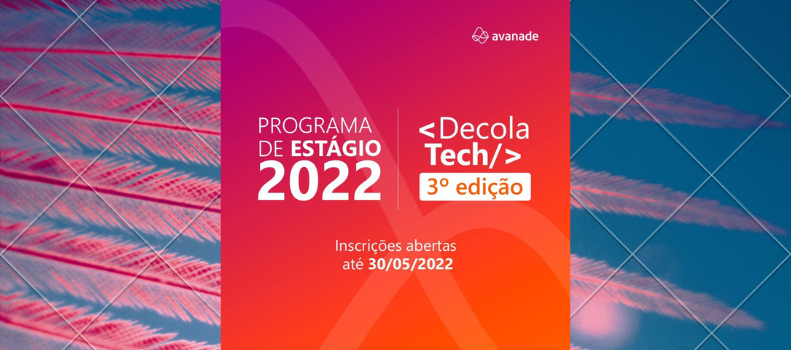 avanade
PROGRAMA
DE ESTÁGIO
2022
<Decola
Tech/>
3º edição
Inscrições abertas
até 30/05/2022